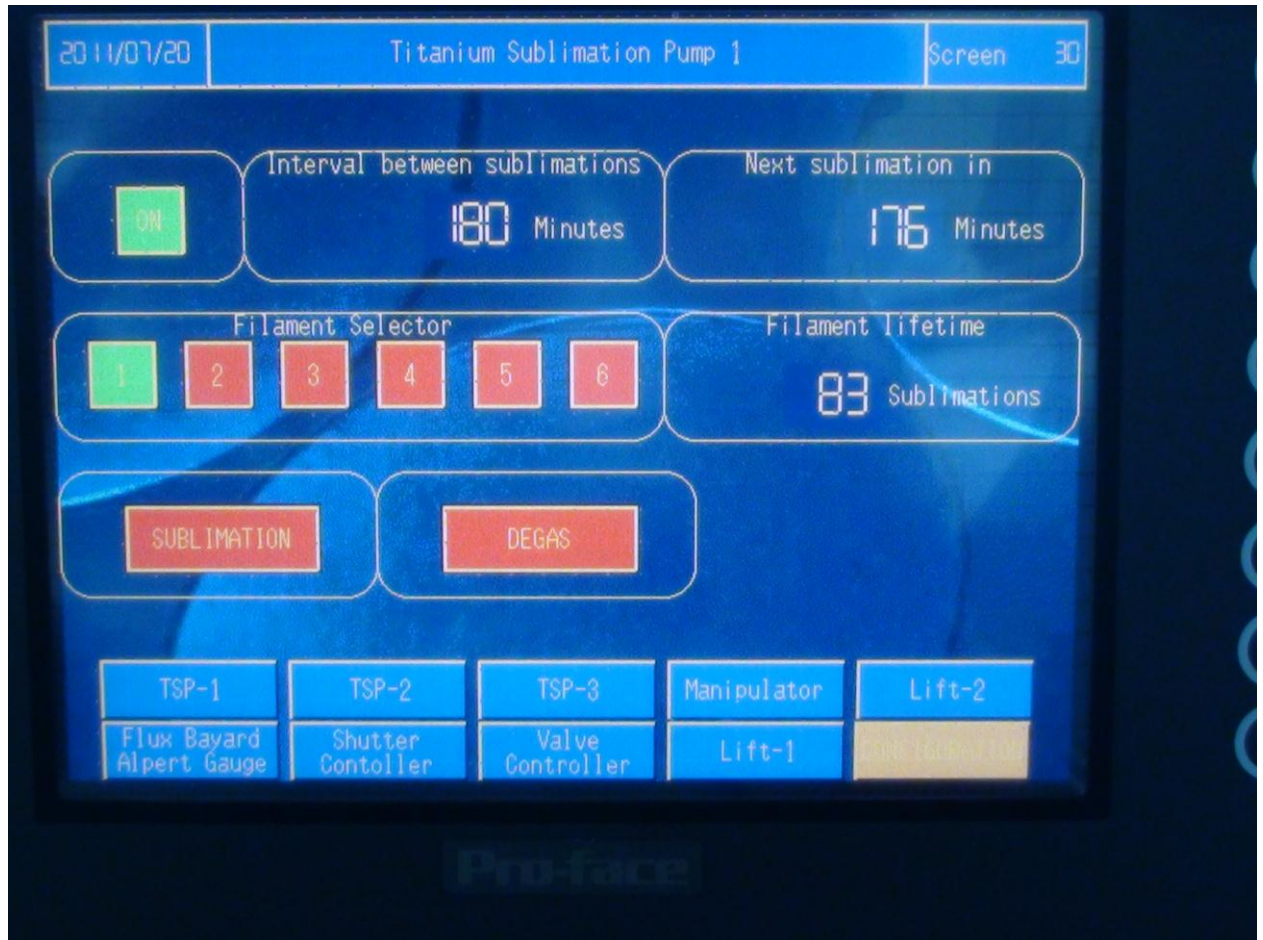 2011/07/20 Titanium Sublimation Pump 1 Screen 30
Interval between sublimations
Next sublimation in
ON
180 Minutes
176 Minutes
Filament Selector
Filament lifetime
1 2 3 4 5 6
83 Sublimations
SUBLIMATION
DEGAS
TSP-1
TSP-2
TSP-3
Manipulator
Lift-2
Flux Bayard
Alpert Gauge
Shutter
Contoller
Valve
Controller
Lift-1
CONFIGURATION
Pro-face